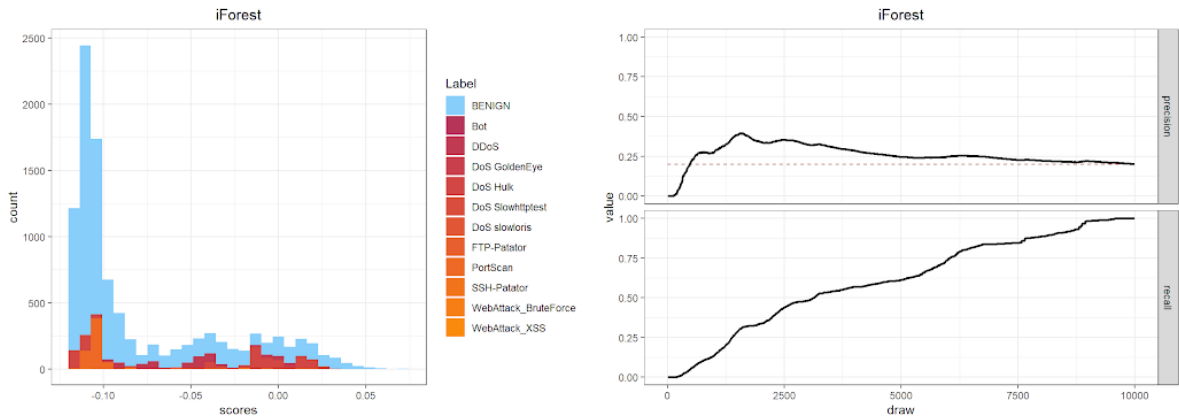 iForest
2500
2000
1500
1000
500
0
count
-0.10
-0.05
0.00
0.05
scores
Label
BENIGN
Bot
DDoS
DoS GoldenEye
DoS Hulk
DoS Slowhttptest
DoS slowloris
FTP-Patator
PortScan
SSH-Patator
WebAttack_BruteForce
WebAttack_XSS
iForest
1.00
0.75
0.50
0.25
0.00
precision
value
1.00
0.75
0.50
0.25
0.00
recall
0
2500
5000
7500
10000
draw